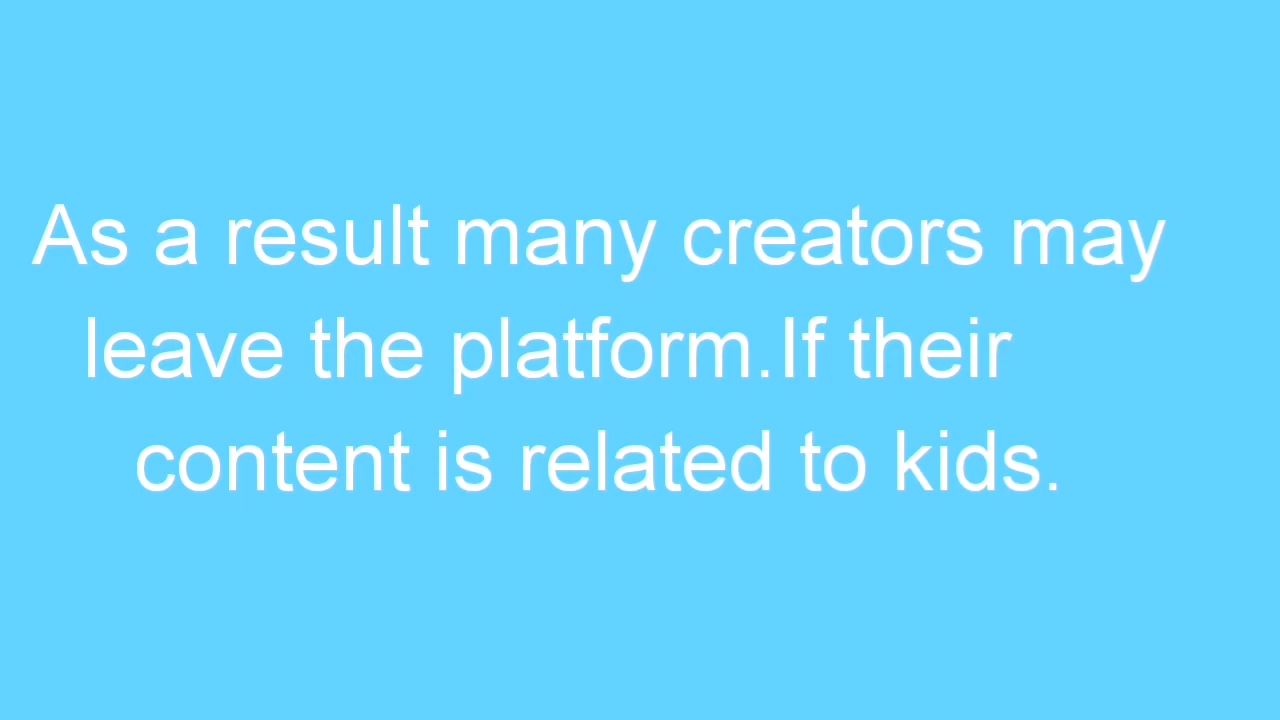 As a result many creators may
leave the platform.If their
content is related to kids.